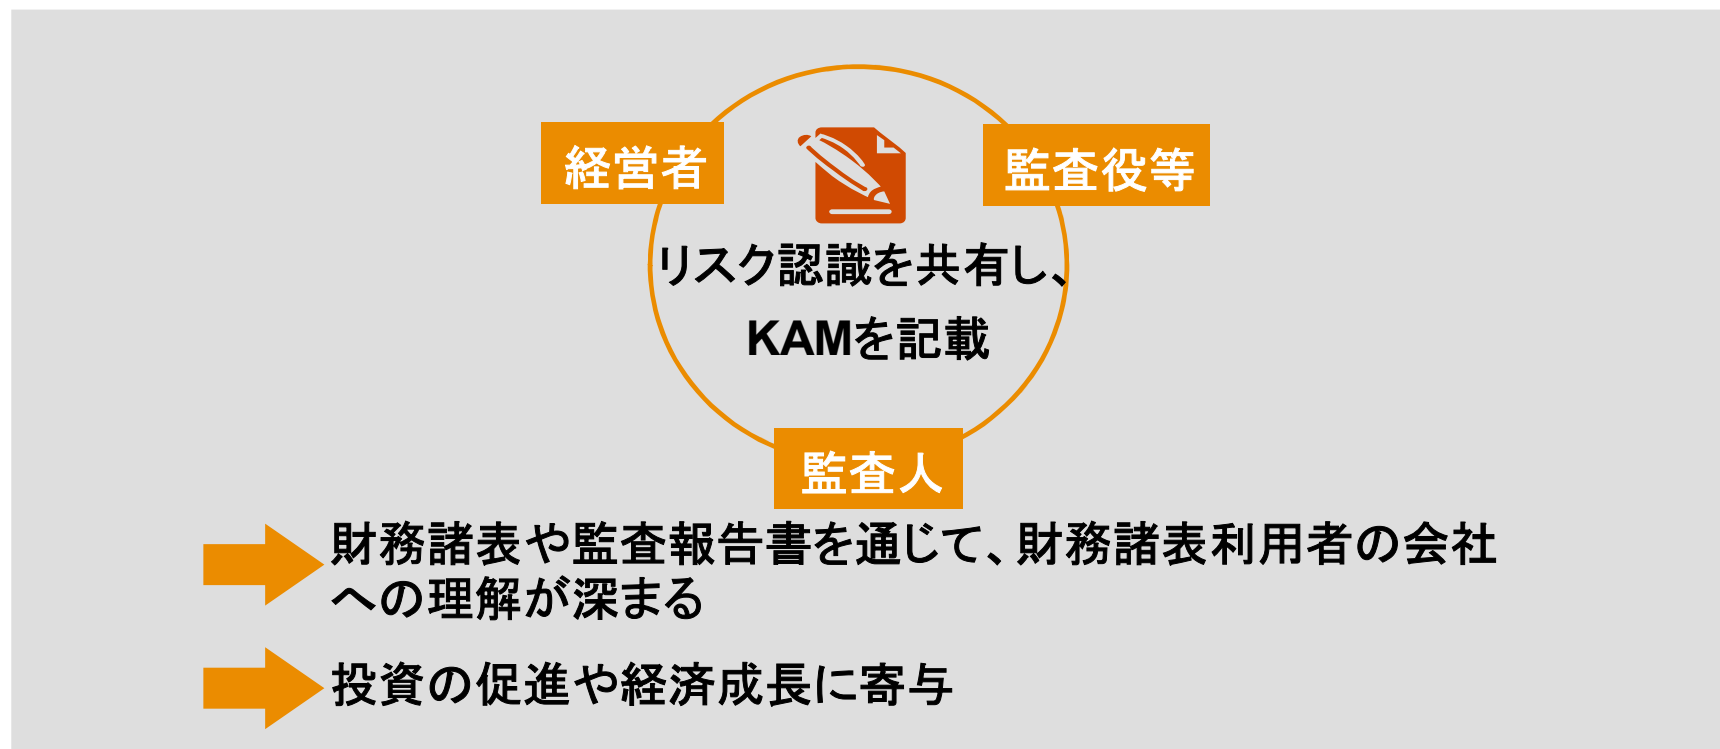 経営者
監査役等
リスク認識を共有し、
KAMを記載
監査人
財務諸表や監査報告書を通じて、財務諸表利用者の会社
への理解が深まる
投資の促進や経済成長に寄与